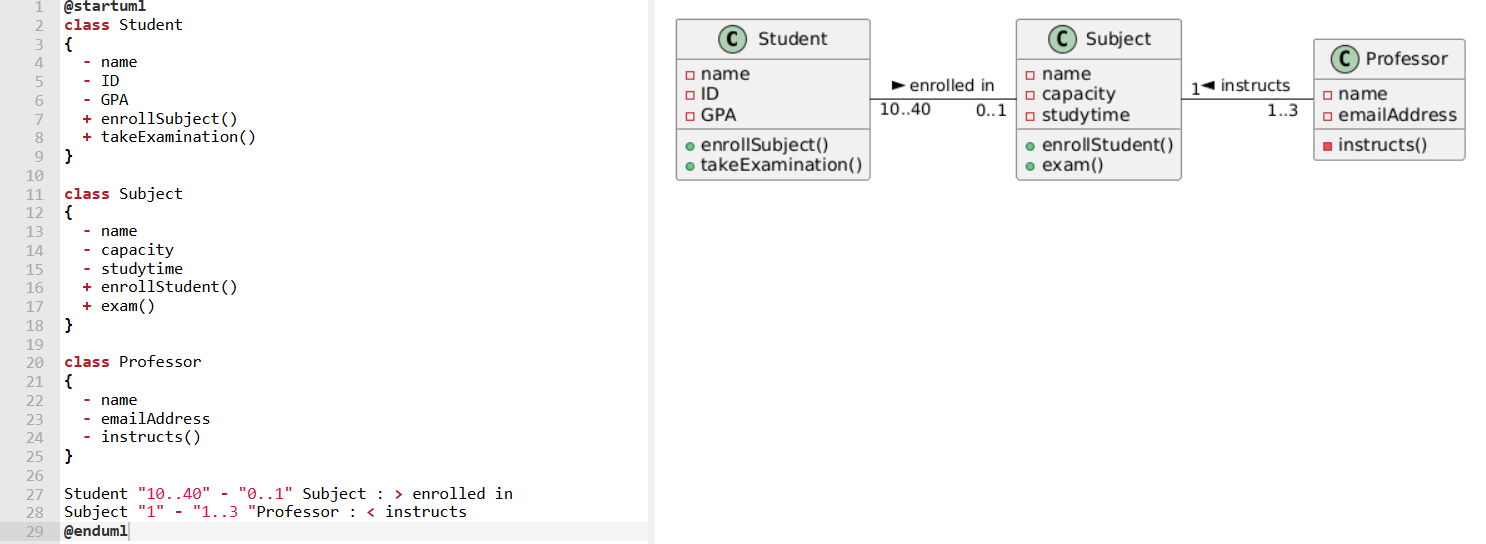 1 @startuml
2 class Student
3 {
4 - name
5 - ID
6 - GPA
7 + enrollSubject()
8 + takeExamination()
9 }
10
11 class Subject
12 {
13 - name
14 - capacity
15 - studytime
16 + enrollStudent()
17 + exam()
18 }
19
20 class Professor
21 {
22 - name
23 - emailAddress
24 - instructs()
25 }
26
27 Student "10..40" - "0..1" Subject : > enrolled in
28 Subject "1" - "1..3 "Professor : < instructs
29 @enduml
C Student
name
ID
GPA
enrollSubject()
takeExamination()
► enrolled in
10..40 0..1
C Subject
name
capacity
studytime
enrollStudent()
exam()
1◄ instructs
1..3
C Professor
name
emailAddress
instructs()